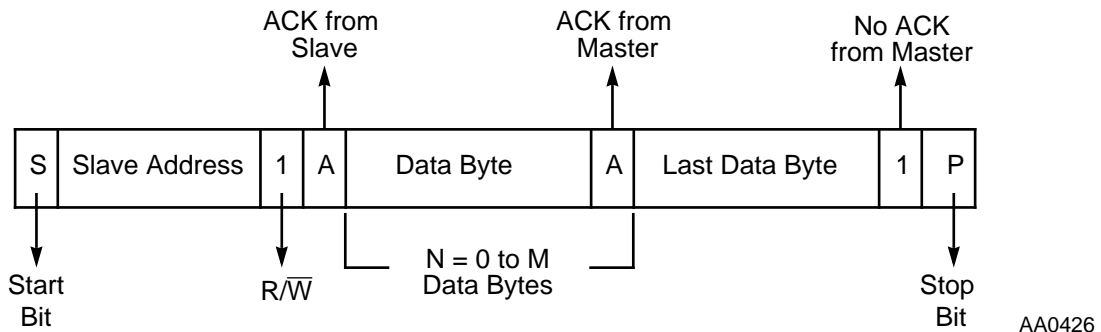 ACK from
Slave
ACK from
Master
No ACK
from Master
S Slave Address 1 A Data Byte A Last Data Byte 1 P
Start
Bit
R/W̅
N = 0 to M
Data Bytes
Stop
Bit
AA0426